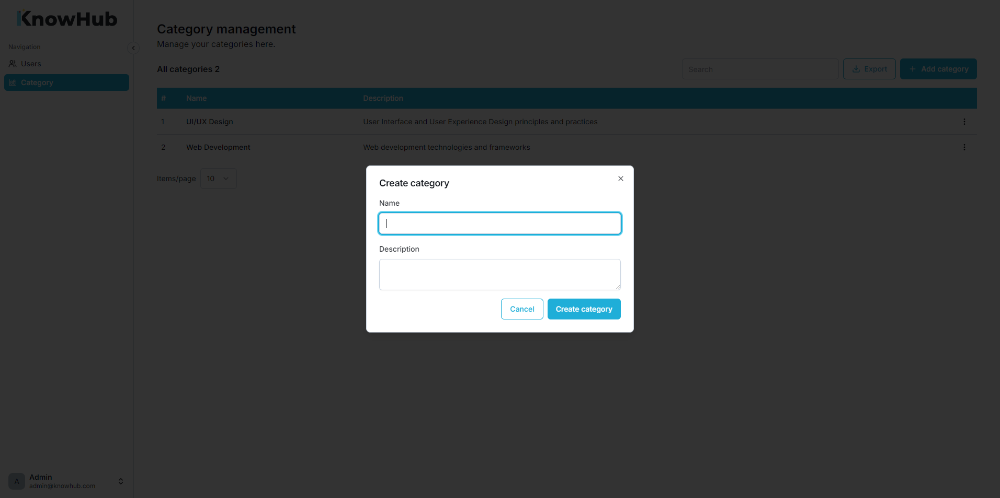 KnowHub
Navigation
Users
Category
Category management
Manage your categories here.
All categories 2
Search
Export
Add category
# Name Description
1 UI/UX Design User Interface and User Experience Design principles and practices
2 Web Development Web development technologies and frameworks
Items/page 10
Create category
Name
Description
Cancel Create category
A
Admin
admin@knowhub.com